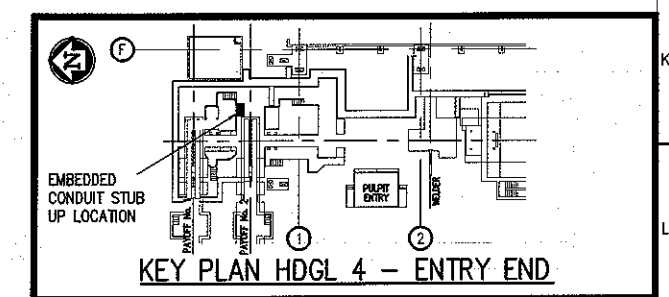 N
F
K
EMBEDDED
CONDUIT STUB
UP LOCATION
PAYOFF No. 1
PAYOFF No. 2
PULPIT
ENTRY
WELDER
1
2
L
KEY PLAN HDGL 4 - ENTRY END